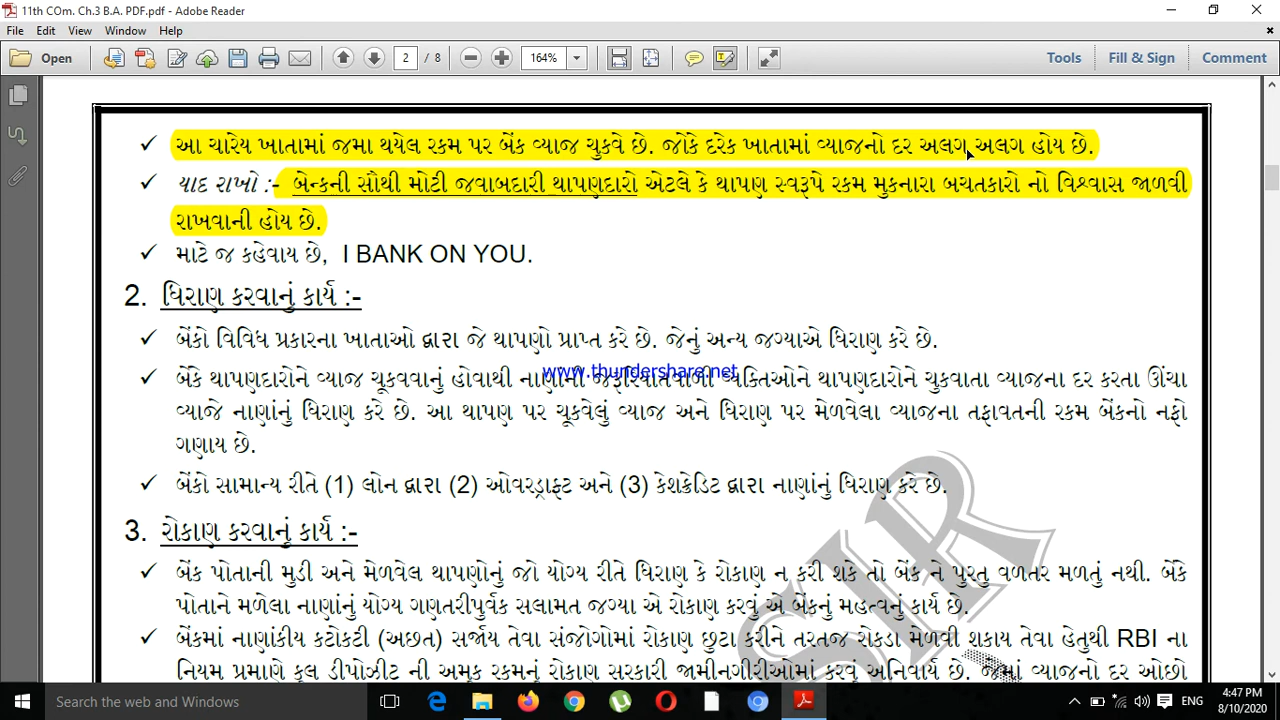 11th COm. Ch.3 B.A. PDF.pdf - Adobe Reader
File Edit View Window Help
Open 2 / 8 164% Tools Fill & Sign Comment
આ ચારેય ખાતામાં જમા થયેલ રકમ પર બેંક વ્યાજ ચુકવે છે. જોકે દરેક ખાતામાં વ્યાજનો દર અલગ અલગ હોય છે.
યાદ રાખો :- બેન્કની સૌથી મોટી જવાબદારી થાપણદારો એટલે કે થાપણ સ્વરૂપે રકમ મુકનારા બચતકારો નો વિશ્વાસ જાળવી
રાખવાની હોય છે.
માટે જ કહેવાય છે, I BANK ON YOU.
2. ધિરાણ કરવાનું કાર્ય :-
બેંકો વિવિધ પ્રકારના ખાતાઓ દ્વારા જે થાપણો પ્રાપ્ત કરે છે. જેનું અન્ય જગ્યાએ ધિરાણ કરે છે.
www.thundershare.net
બેંકે થાપણદારોને વ્યાજ ચૂકવવાનું હોવાથી નાણાંની જરૂરિયાતવાળી વ્યક્તિઓને થાપણદારોને ચુકવાતા વ્યાજના દર કરતા ઊંચા
વ્યાજે નાણાંનું ધિરાણ કરે છે. આ થાપણ પર ચૂકવેલું વ્યાજ અને ધિરાણ પર મેળવેલા વ્યાજના તફાવતની રકમ બેંકનો નફો
ગણાય છે.
બેંકો સામાન્ય રીતે (1) લોન દ્વારા (2) ઓવરડ્રાફ્ટ અને (3) કેશક્રેડિટ દ્વારા નાણાંનું ધિરાણ કરે છે.
3. રોકાણ કરવાનું કાર્ય :-
બેંક પોતાની મુડી અને મેળવેલ થાપણોનું જો યોગ્ય રીતે ધિરાણ કે રોકાણ ન કરી શકે તો બેંક ને પુરતુ વળતર મળતું નથી. બેંકે
પોતાને મળેલા નાણાંનું યોગ્ય ગણતરીપુર્વક સલામત જગ્યા એ રોકાણ કરવું એ બેંકનું મહત્વનું કાર્ય છે.
બેંકમાં નાણાંકીય કટોકટી (અછત) સર્જાય તેવા સંજોગોમાં રોકાણ છુટા કરીને તરતજ રોકડા મેળવી શકાય તેવા હેતુથી RBI ના
નિયમ પ્રમાણે કુલ ડીપોઝીટ ની અમુક રકમનું રોકાણ સરકારી જામીનગીરીઓમાં કરવું અનિવાર્ય છે. જેમાં વ્યાજનો દર ઓછો
SIR
Search the web and Windows
ENG
4:47 PM
8/10/2020